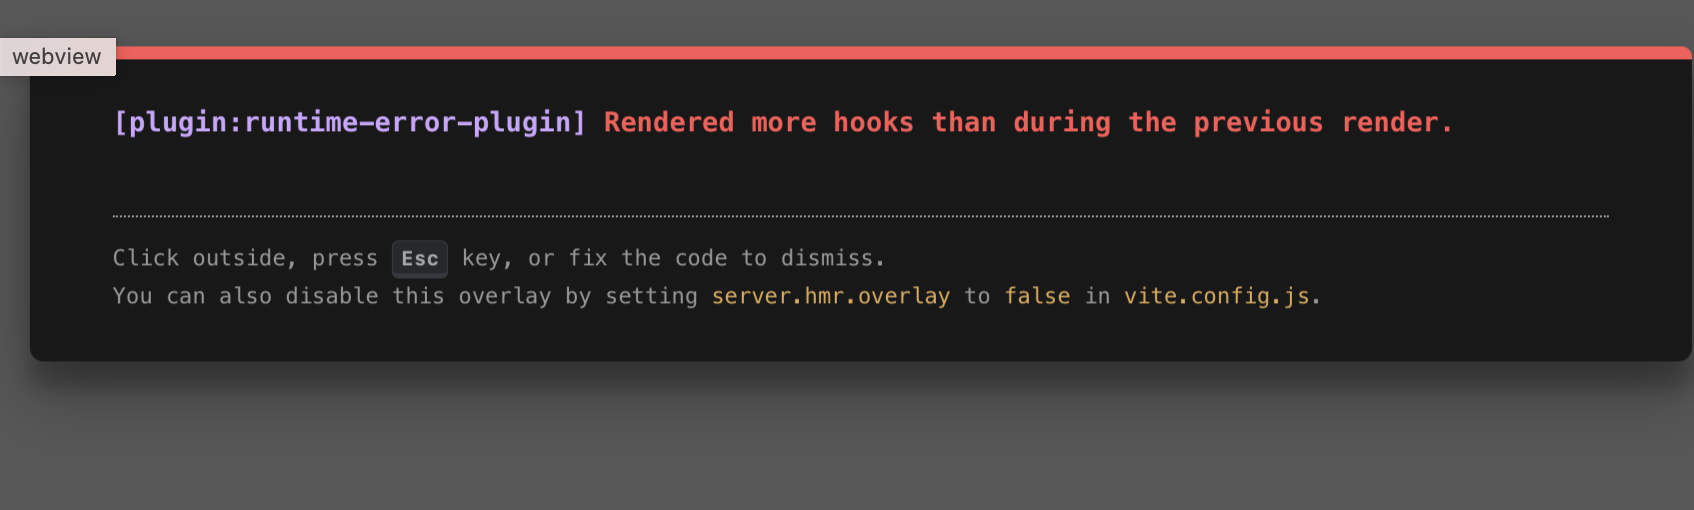 webview
[plugin:runtime-error-plugin] Rendered more hooks than during the previous render.
Click outside, press Esc key, or fix the code to dismiss.
You can also disable this overlay by setting server.hmr.overlay to false in vite.config.js.